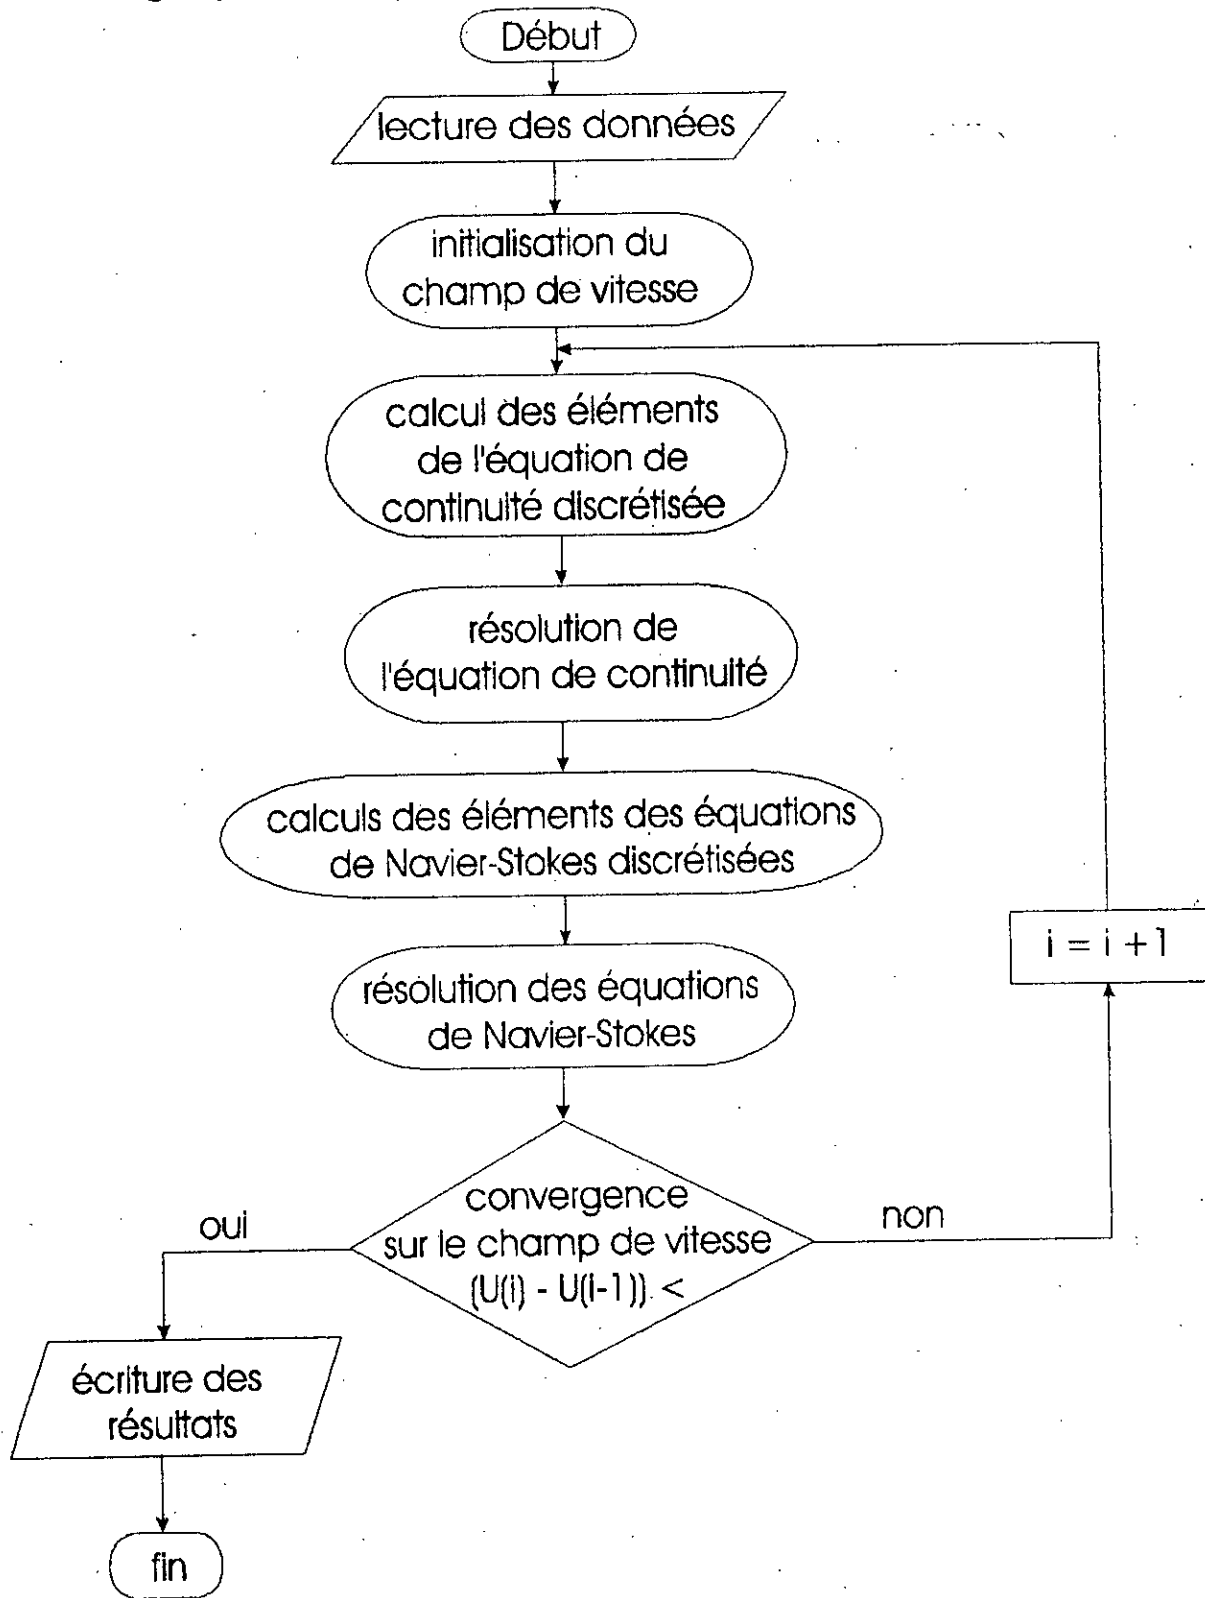 Début
lecture des données
initialisation du
champ de vitesse
calcul des éléments
de l'équation de
continuité discrétisée
résolution de
l'équation de continuité
calculs des éléments des équations
de Navier-Stokes discrétisées
résolution des équations
de Navier-Stokes
i = i + 1
convergence
sur le champ de vitesse
(U(i) - U(i-1)) <
oui
non
écriture des
résultats
fin